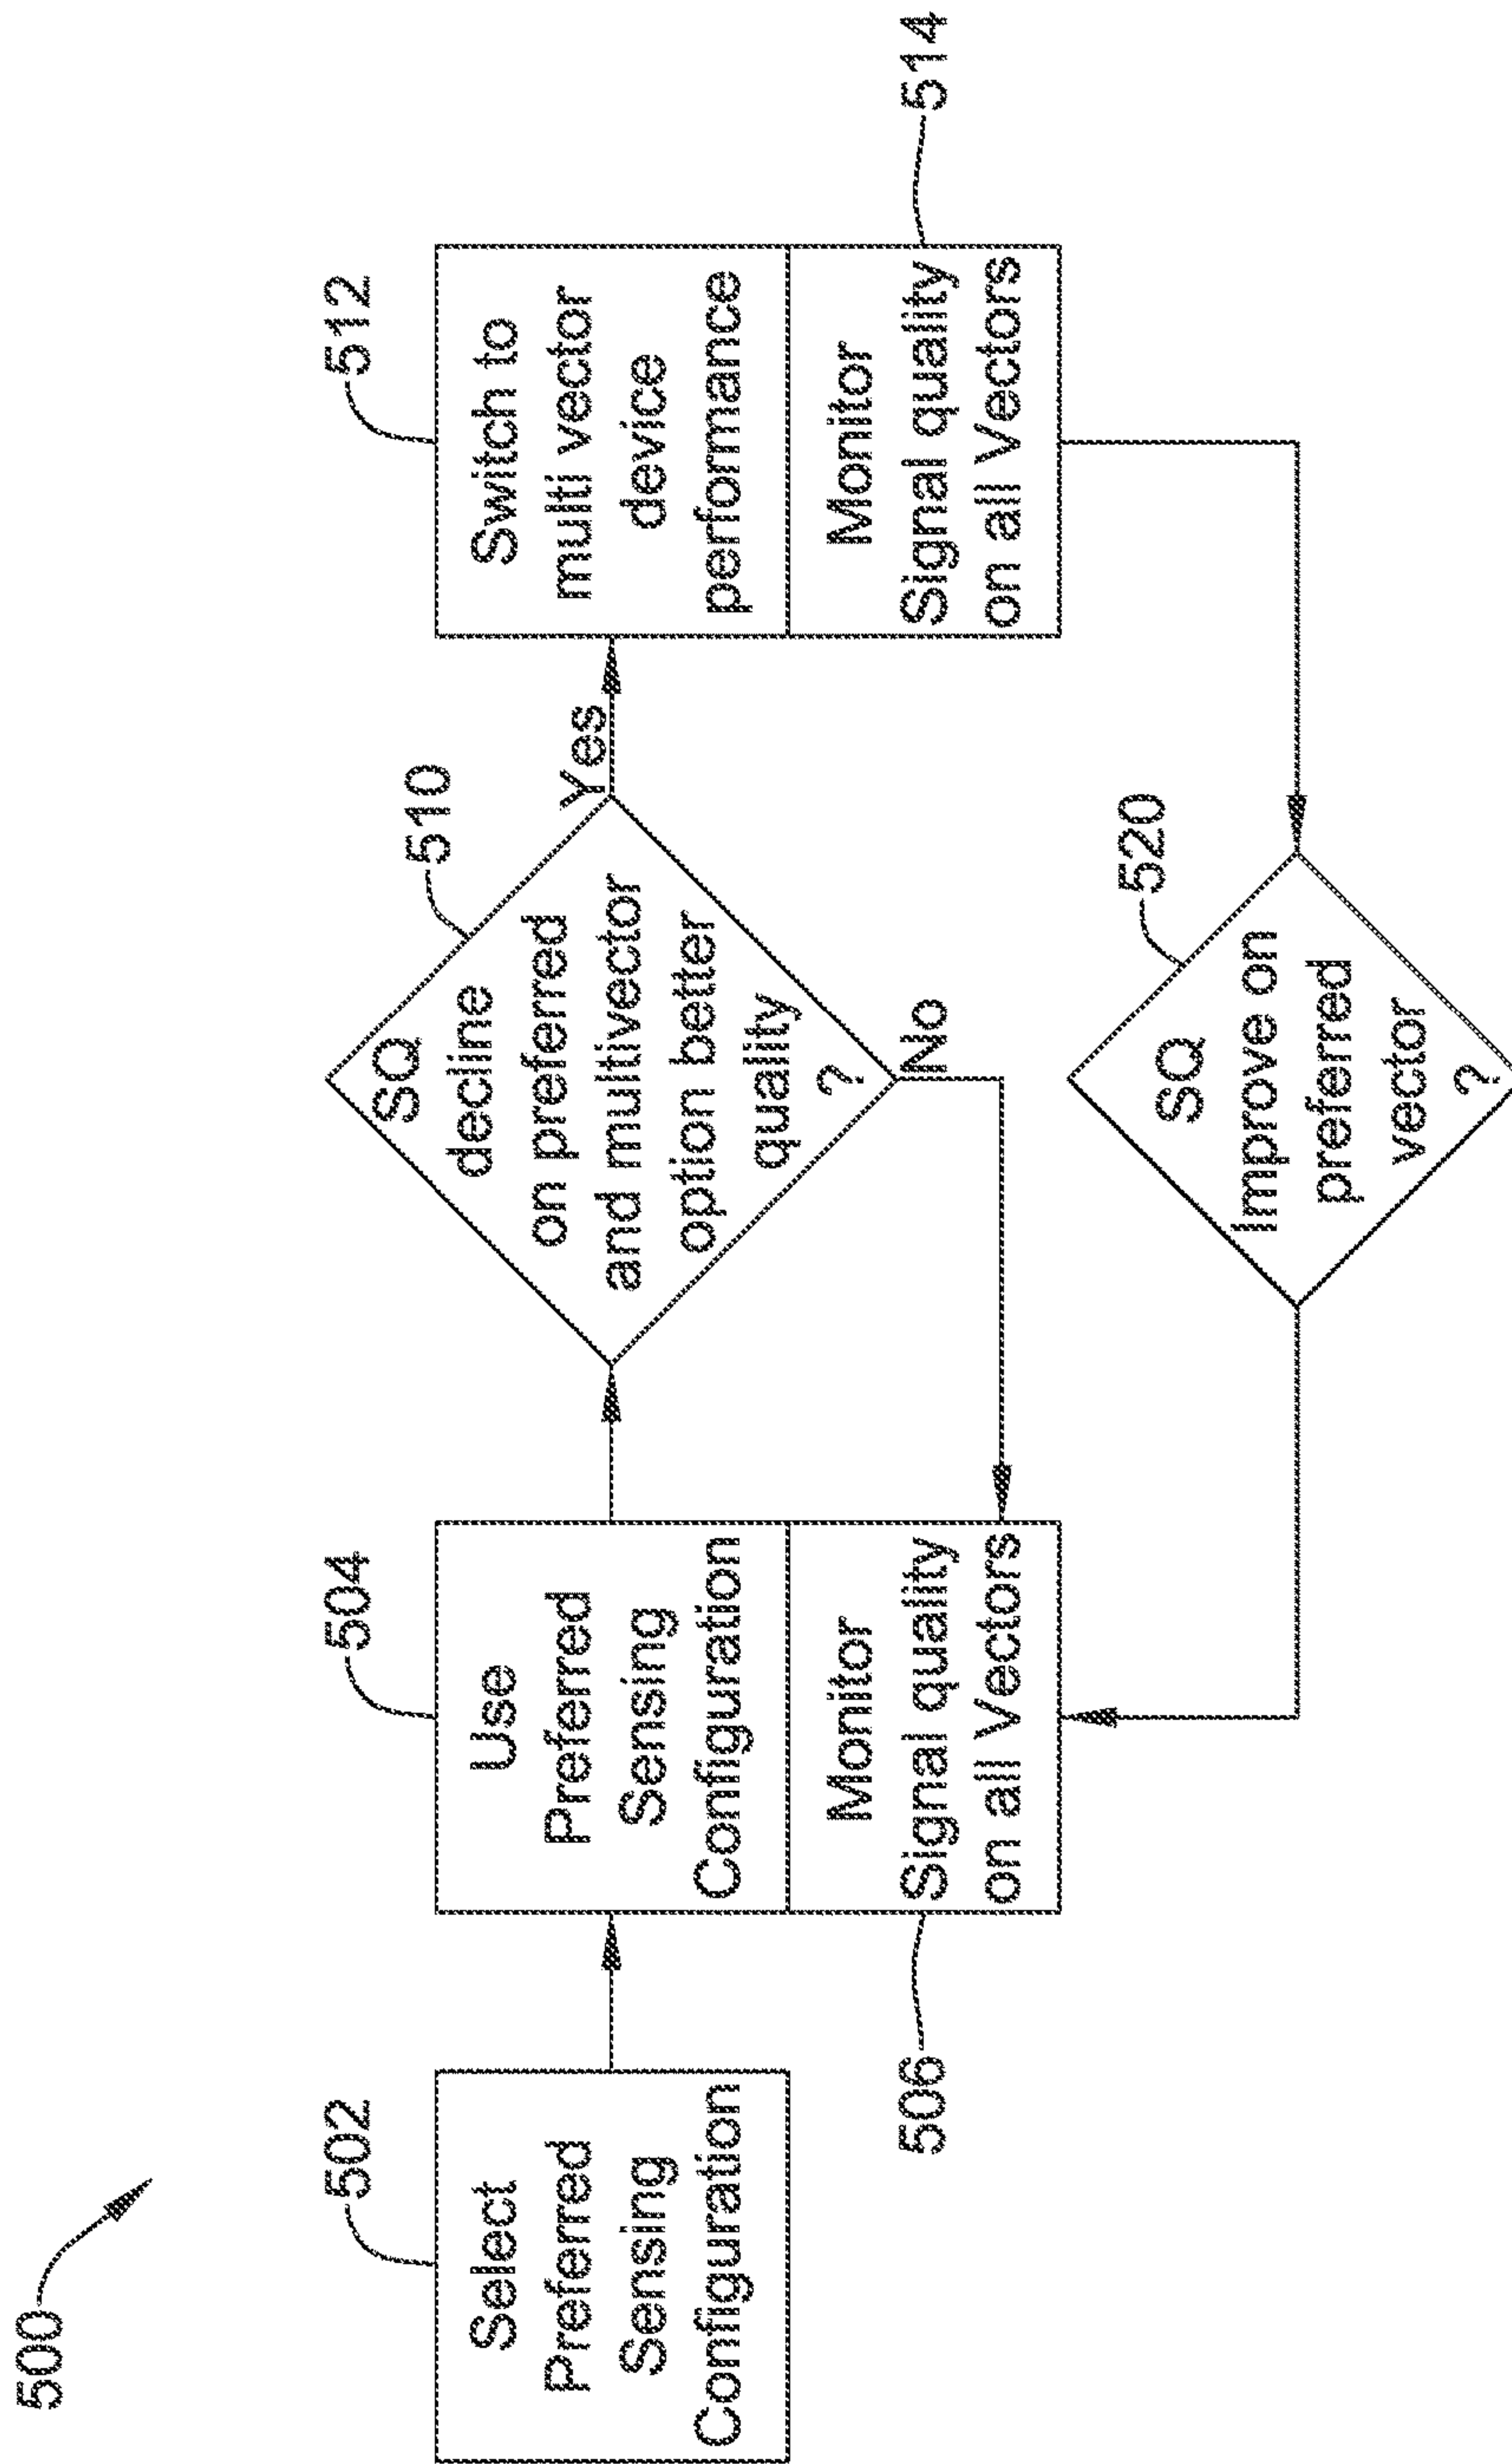 500
502
Select
Preferred
Sensing
Configuration
504
Use
Preferred
Sensing
Configuration
506
Monitor
Signal quality
on all Vectors
510
SQ
decline
on preferred
and multivector
option better
quality
?
Yes
No
512
Switch to
multi vector
device
performance
514
Monitor
Signal quality
on all Vectors
520
SQ
Improve on
preferred
vector
?